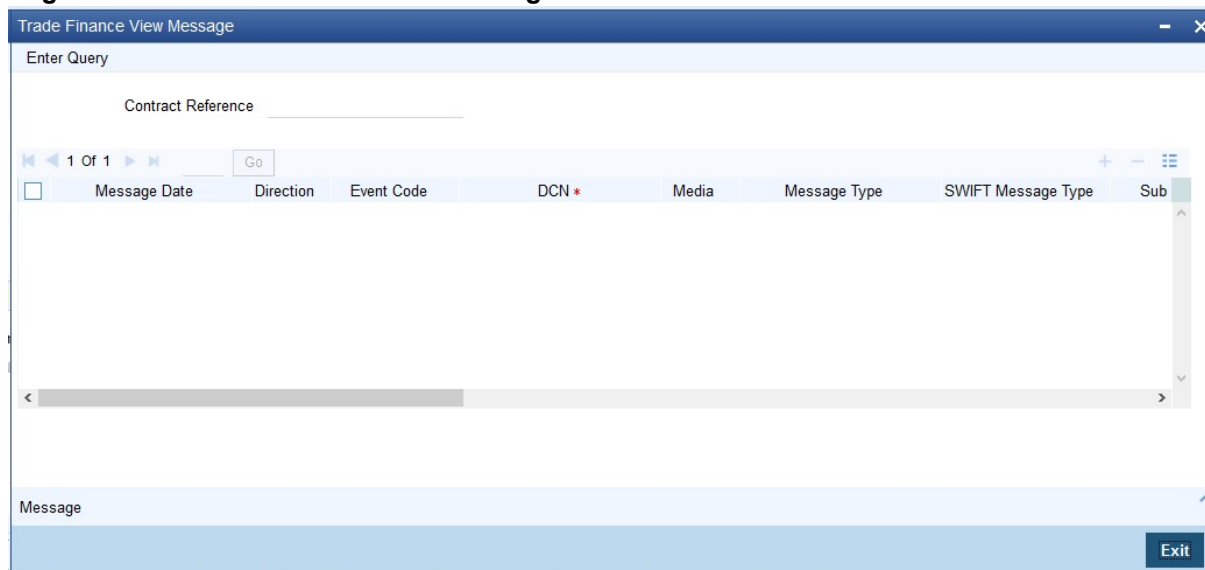 Trade Finance View Message
Enter Query
Contract Reference
1 Of 1 Go
Message Date Direction Event Code DCN * Media Message Type SWIFT Message Type Sub
Message
Exit